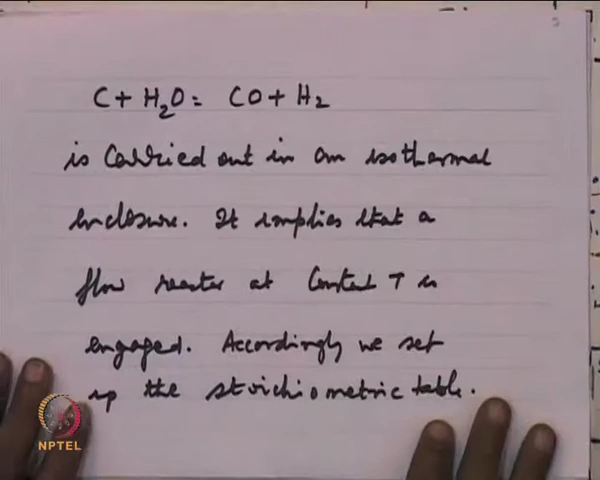 C + H₂O = CO + H₂
is Carried out in an isothermal
enclosure. It implies that a
flow reactor at Constant T is
engaged. Accordingly we set
up the stoichiometric table.
NPTEL